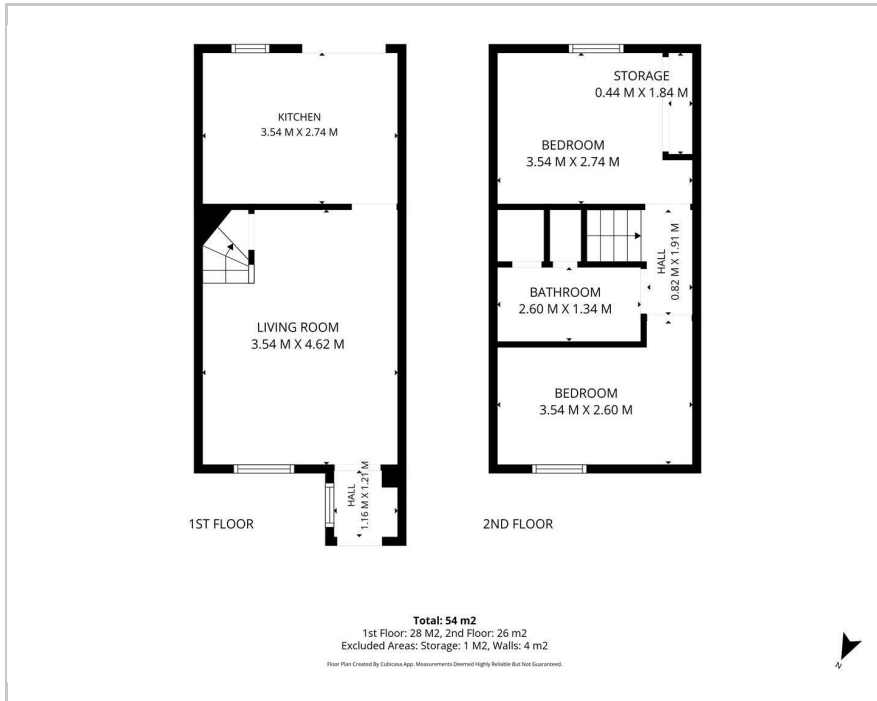 KITCHEN
3.54 M X 2.74 M
LIVING ROOM
3.54 M X 4.62 M
HALL
1.16 M X 1.21 M
1ST FLOOR
STORAGE
0.44 M X 1.84 M
BEDROOM
3.54 M X 2.74 M
HALL
0.82 M X 1.91 M
BATHROOM
2.60 M X 1.34 M
BEDROOM
3.54 M X 2.60 M
2ND FLOOR
Total: 54 m2
1st Floor: 28 M2, 2nd Floor: 26 m2
Excluded Areas: Storage: 1 M2, Walls: 4 m2
Floor Plan Created By Cubicasa App. Measurements Deemed Highly Reliable But Not Guaranteed.
N